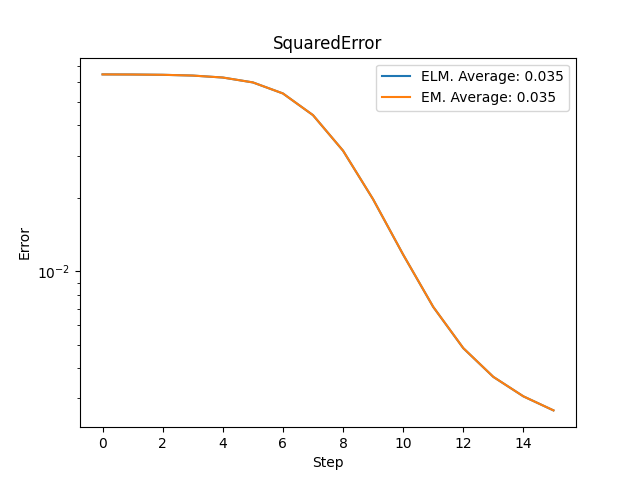 SquaredError
ELM. Average: 0.035
EM. Average: 0.035
Error
10⁻²
0 2 4 6 8 10 12 14
Step